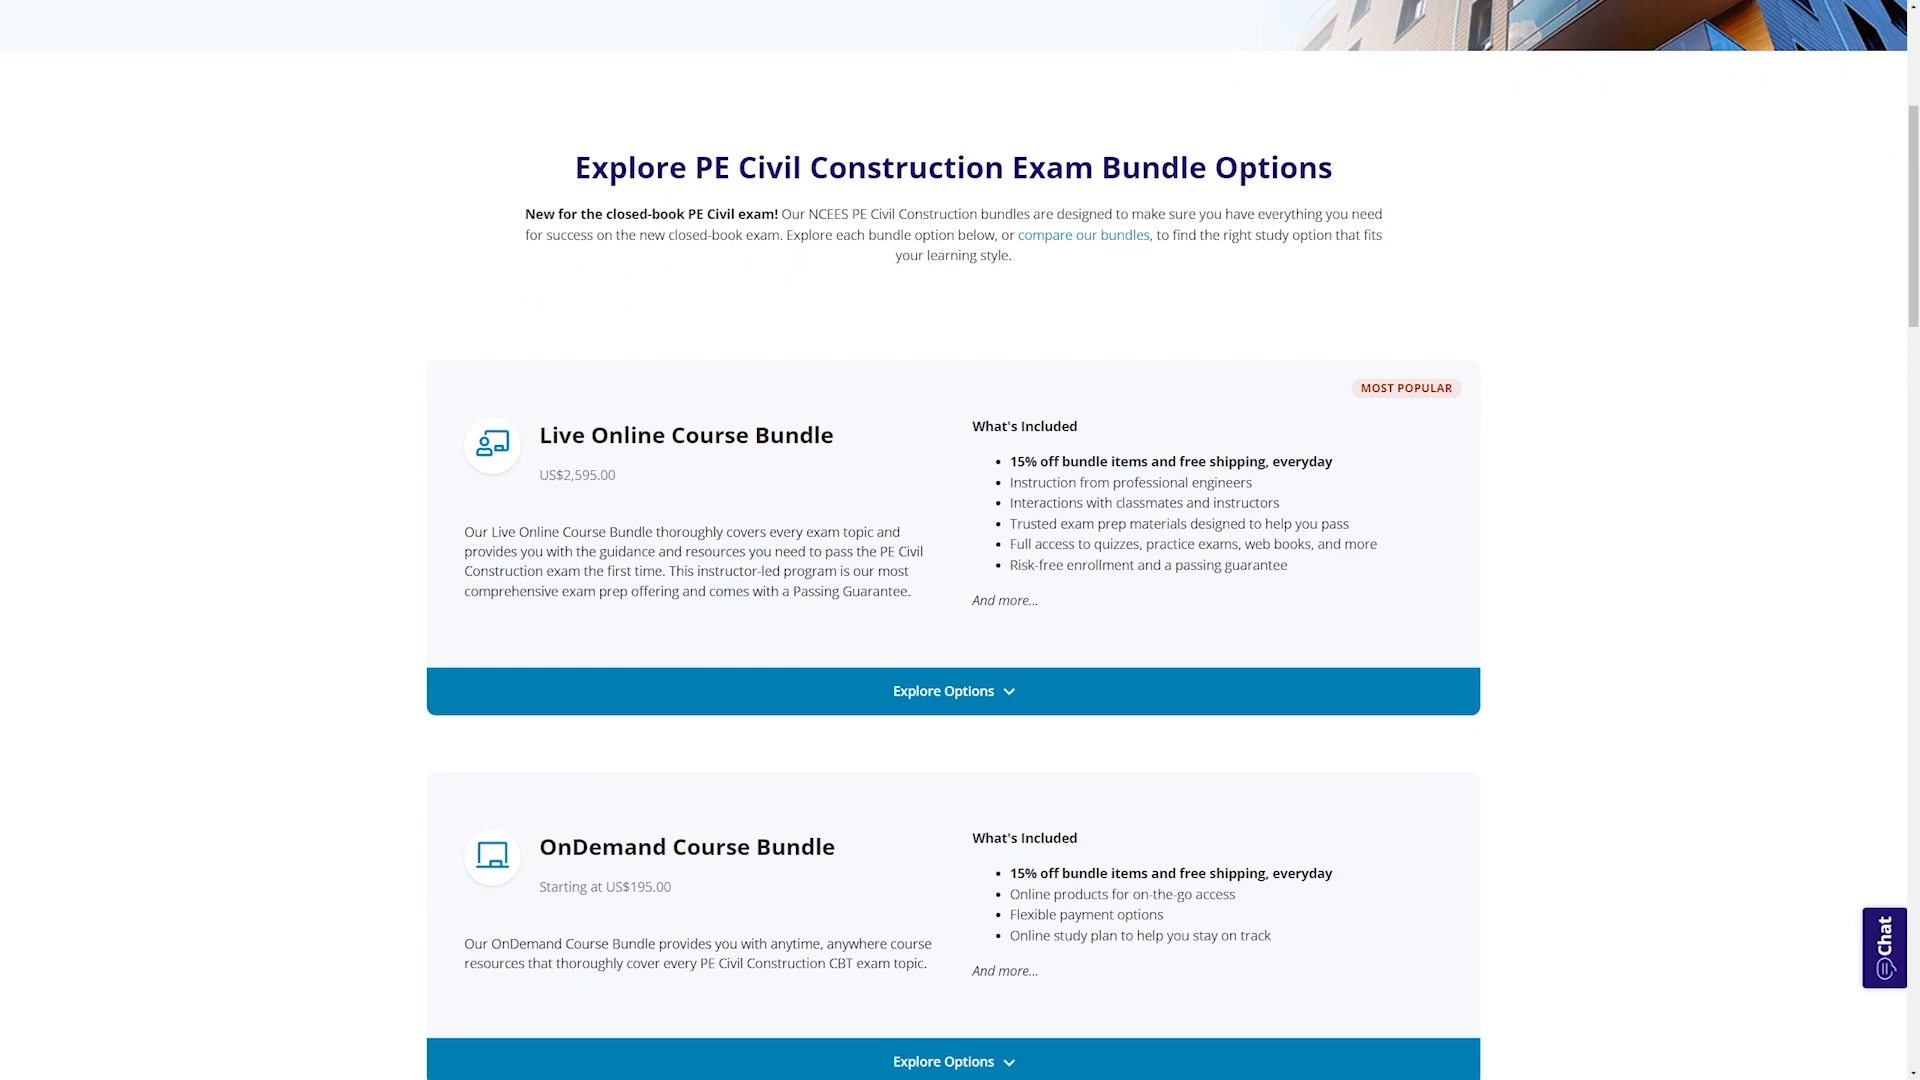 Explore PE Civil Construction Exam Bundle Options
New for the closed-book PE Civil exam! Our NCEES PE Civil Construction bundles are designed to make sure you have everything you need
for success on the new closed-book exam. Explore each bundle option below, or compare our bundles, to find the right study option that fits
your learning style.
MOST POPULAR
Live Online Course Bundle
US$2,595.00
Our Live Online Course Bundle thoroughly covers every exam topic and
provides you with the guidance and resources you need to pass the PE Civil
Construction exam the first time. This instructor-led program is our most
comprehensive exam prep offering and comes with a Passing Guarantee.
What's Included
• 15% off bundle items and free shipping, everyday
• Instruction from professional engineers
• Interactions with classmates and instructors
• Trusted exam prep materials designed to help you pass
• Full access to quizzes, practice exams, web books, and more
• Risk-free enrollment and a passing guarantee
And more...
Explore Options
OnDemand Course Bundle
Starting at US$195.00
Our OnDemand Course Bundle provides you with anytime, anywhere course
resources that thoroughly cover every PE Civil Construction CBT exam topic.
What's Included
• 15% off bundle items and free shipping, everyday
• Online products for on-the-go access
• Flexible payment options
• Online study plan to help you stay on track
And more...
Explore Options
Chat